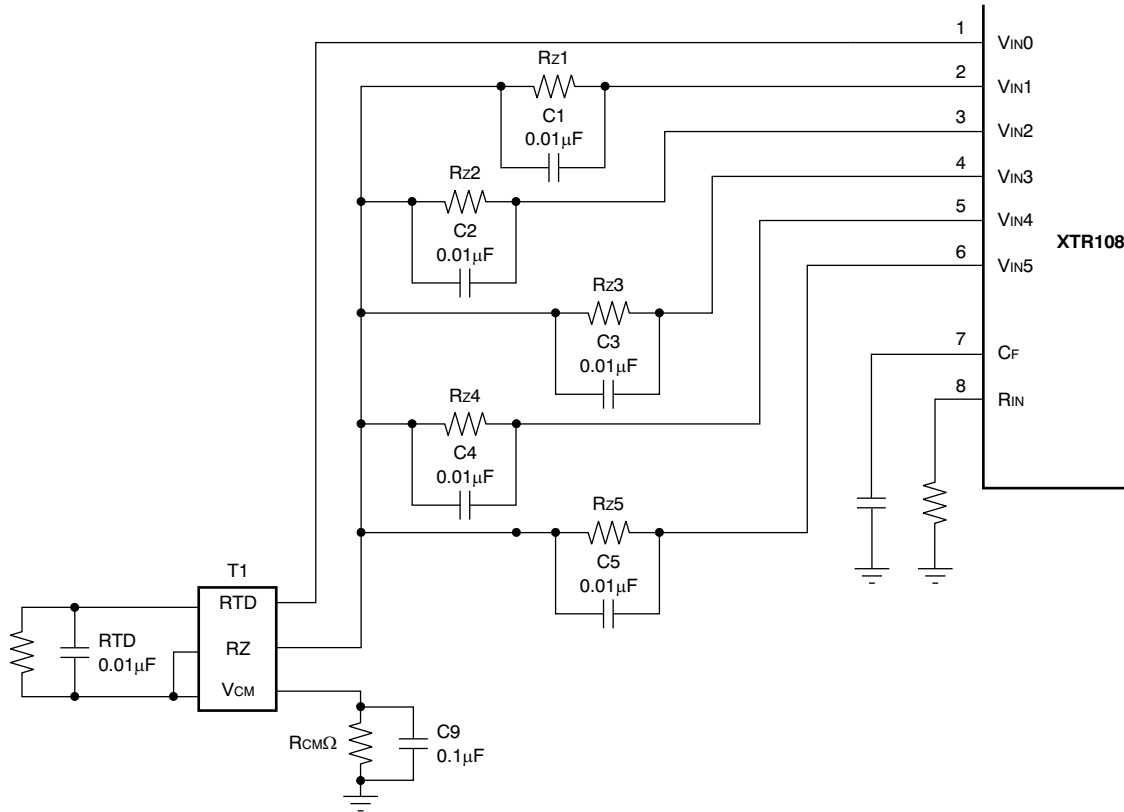 1
VIN0
RZ1
2
VIN1
C1
0.01μF
3
VIN2
4
VIN3
RZ2
5
VIN4
C2
0.01μF
XTR108
6
VIN5
RZ3
C3
0.01μF
7
CF
8
RIN
RZ4
C4
0.01μF
RZ5
C5
0.01μF
T1
RTD
RZ
VCM
RTD
0.01μF
RCMΩ
C9
0.1μF